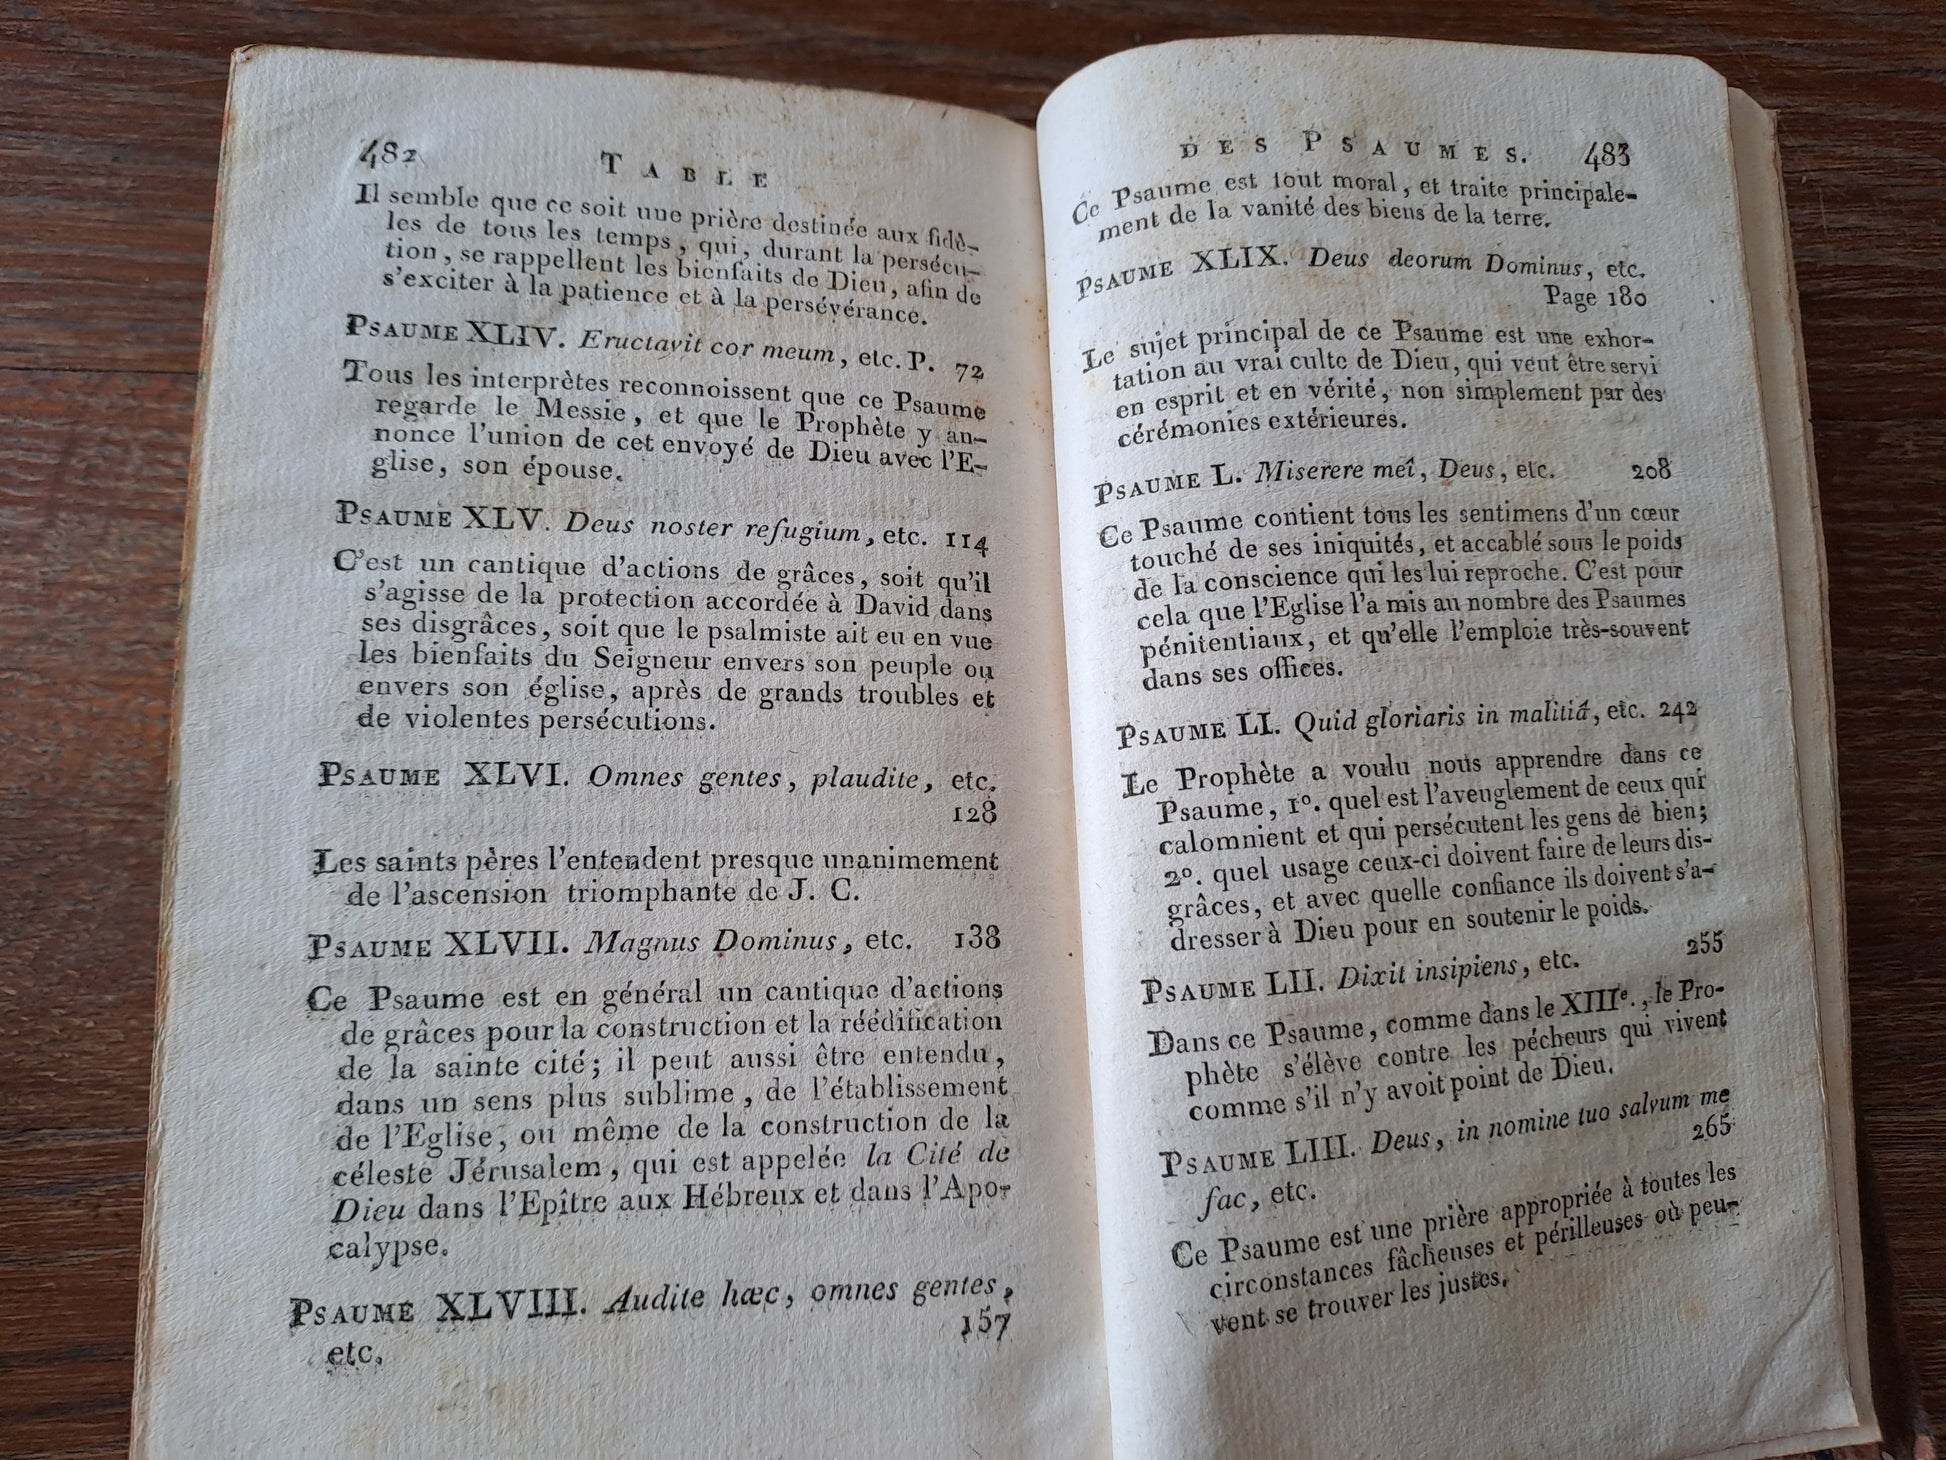 482 TABLE
Il semble que ce soit une prière destinée aux fidè-
les de tous les temps, qui, durant la persécu-
tion, se rappellent les bienfaits de Dieu, afin de
s'exciter à la patience et à la persévérance.
PSAUME XLIV. Eructavit cor meum, etc. P. 72
Tous les interprètes reconnoissent que ce Psaume
regarde le Messie, et que le Prophète y an-
nonce l'union de cet envoyé de Dieu avec l'E-
glise, son épouse.
PSAUME XLV. Deus noster refugium, etc. 114
C'est un cantique d'actions de grâces, soit qu'il
s'agisse de la protection accordée à David dans
ses disgrâces, soit que le psalmiste ait eu en vue
les bienfaits du Seigneur envers son peuple ou
envers son église, après de grands troubles et
de violentes persécutions.
PSAUME XLVI. Omnes gentes, plaudite, etc.
128
Les saints pères l'entendent presque unanimement
de l'ascension triomphante de J. C.
PSAUME XLVII. Magnus Dominus, etc. 138
Ce Psaume est en général un cantique d'actions
de grâces pour la construction et la réédification
de la sainte cité; il peut aussi être entendu,
dans un sens plus sublime, de l'établissement
de l'Eglise, ou même de la construction de la
céleste Jérusalem, qui est appelée la Cité de
Dieu dans l'Epître aux Hébreux et dans l'Apo-
calypse.
PSAUME XLVIII. Audite hæc, omnes gentes,
etc. 157
DES PSAUMES. 483
Ce Psaume est tout moral, et traite principale-
ment de la vanité des biens de la terre.
PSAUME XLIX. Deus deorum Dominus, etc.
Page 180
Le sujet principal de ce Psaume est une exhor-
tation au vrai culte de Dieu, qui veut être servi
en esprit et en vérité, non simplement par des
cérémonies extérieures.
PSAUME L. Miserere meî, Deus, etc. 208
Ce Psaume contient tous les sentimens d'un cœur
touché de ses iniquités, et accablé sous le poids
de la conscience qui les lui reproche. C'est pour
cela que l'Eglise l'a mis au nombre des Psaumes
pénitentiaux, et qu'elle l'emploie très-souvent
dans ses offices.
PSAUME LI. Quid gloriaris in malitiâ, etc. 242
Le Prophète a voulu nous apprendre dans ce
Psaume, 1º. quel est l'aveuglement de ceux qui
calomnient et qui persécutent les gens de bien;
2º. quel usage ceux-ci doivent faire de leurs dis-
grâces, et avec quelle confiance ils doivent s'a-
dresser à Dieu pour en soutenir le poids.
PSAUME LII. Dixit insipiens, etc. 255
Dans ce Psaume, comme dans le XIIIe., le Pro-
phète s'élève contre les pécheurs qui vivent
comme s'il n'y avoit point de Dieu.
PSAUME LIII. Deus, in nomine tuo salvum me
fac, etc. 265
Ce Psaume est une prière appropriée à toutes les
circonstances fâcheuses et périlleuses où peu-
vent se trouver les justes.